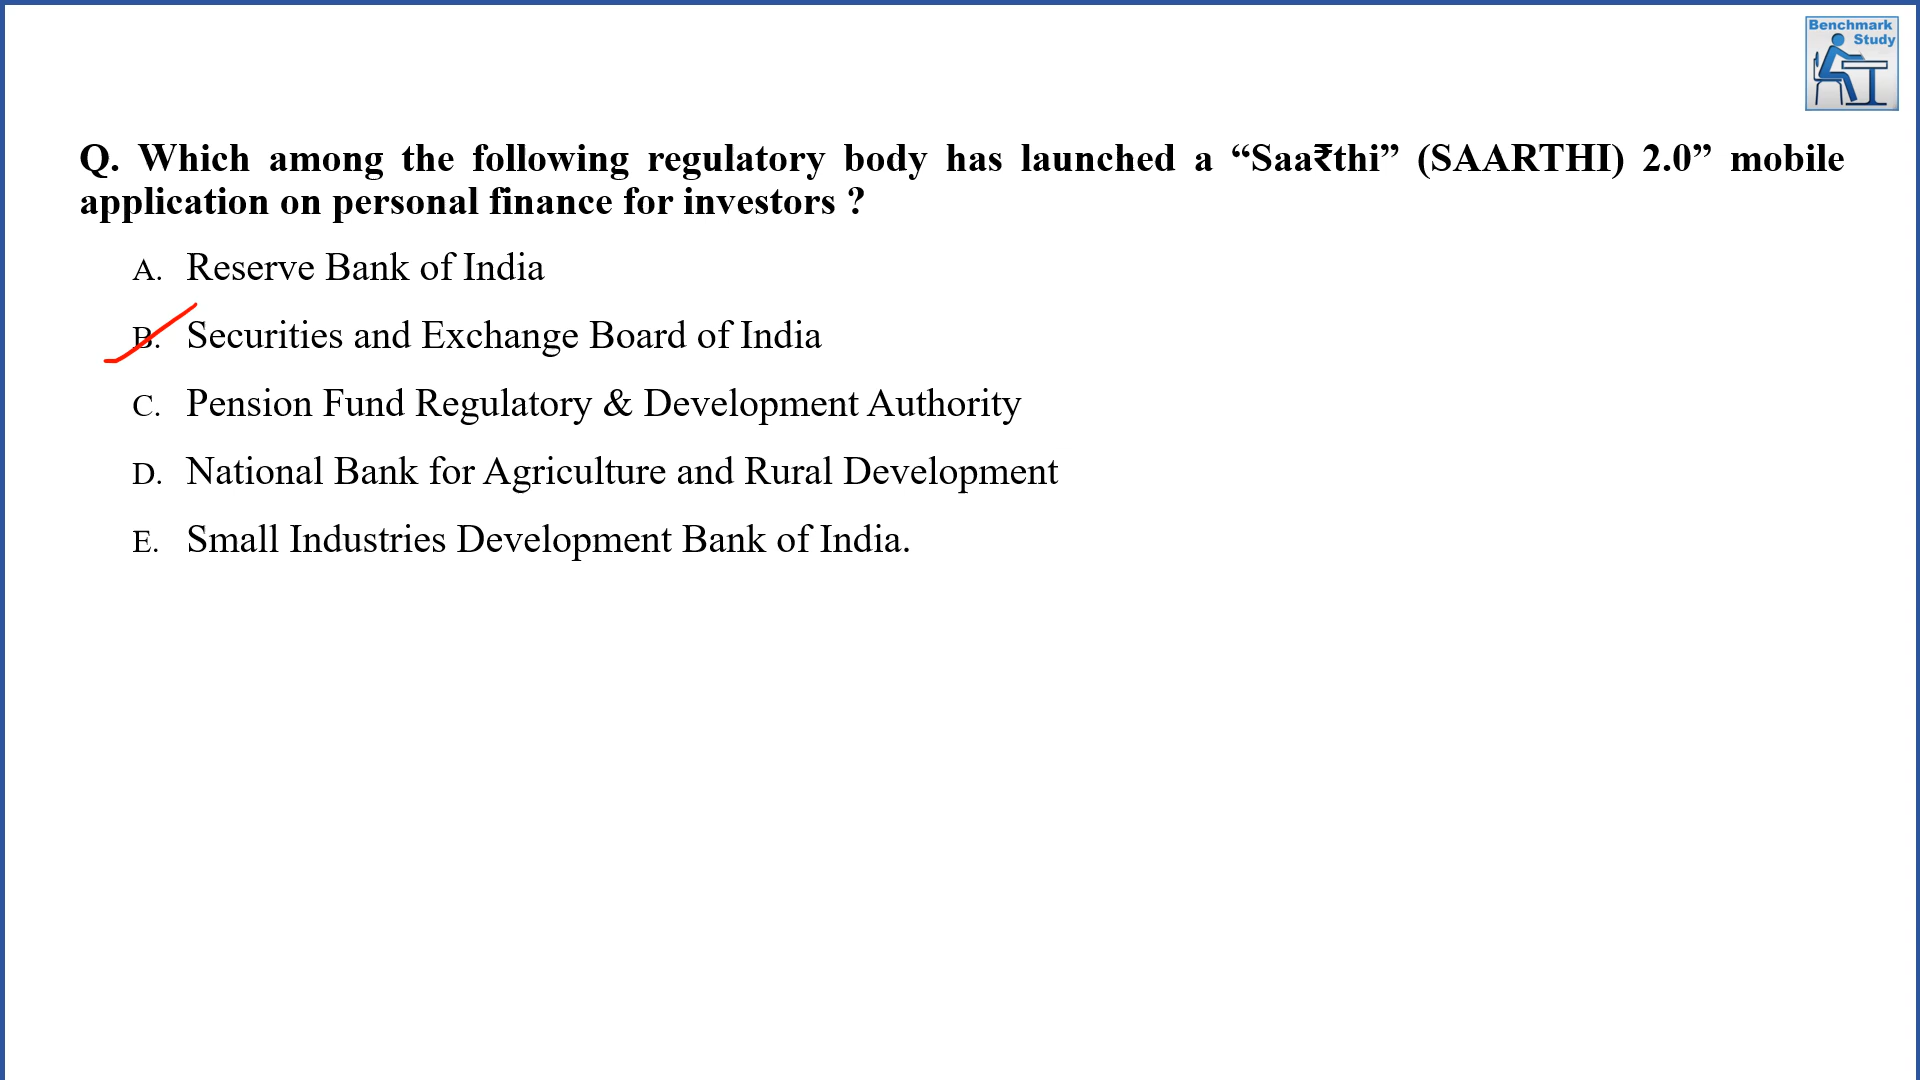 Benchmark
Study
Q. Which among the following regulatory body has launched a “Saa₹thi” (SAARTHI) 2.0” mobile
application on personal finance for investors ?
A. Reserve Bank of India
B. Securities and Exchange Board of India
C. Pension Fund Regulatory & Development Authority
D. National Bank for Agriculture and Rural Development
E. Small Industries Development Bank of India.